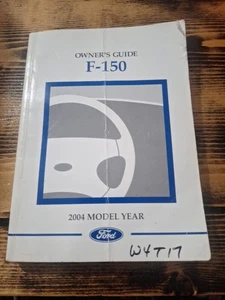 OWNER'S GUIDE
F-150
2004 MODEL YEAR
Ford
W4T17